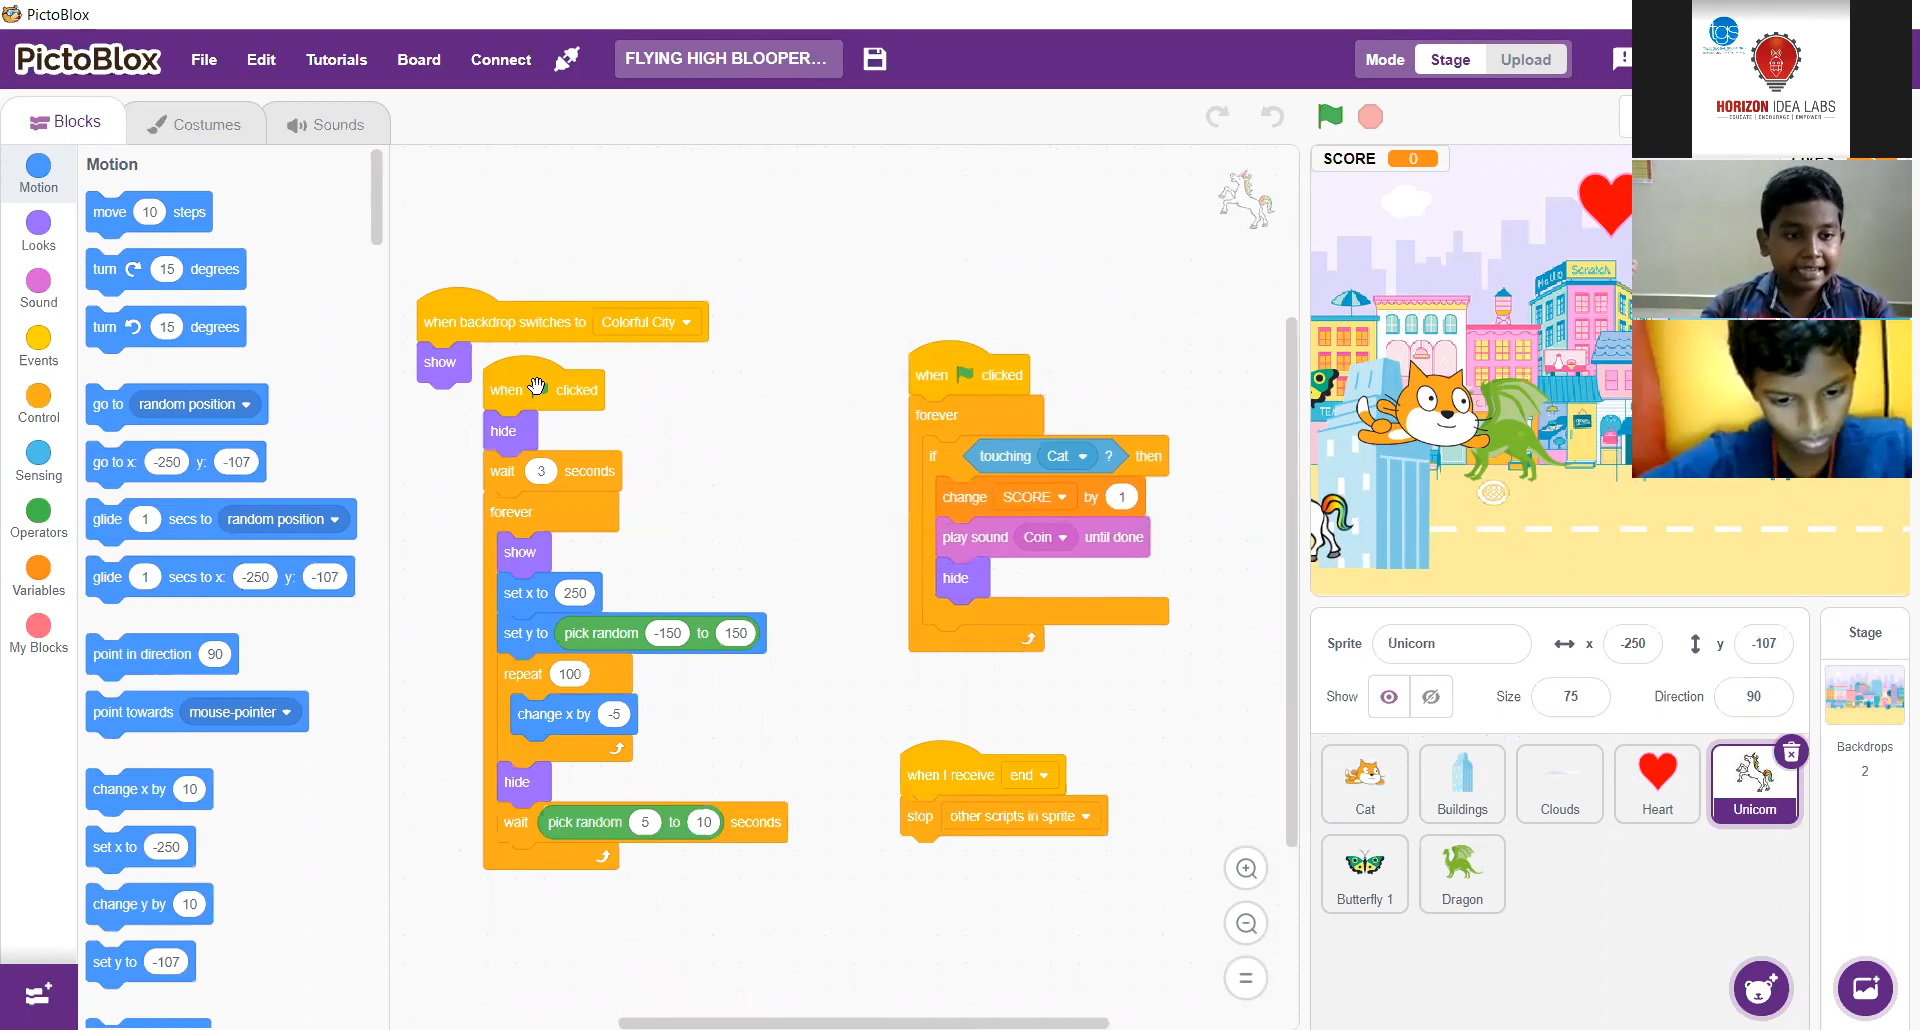 PictoBlox
PictoBlox
File
Edit
Tutorials
Board
Connect
FLYING HIGH BLOOPER...
Mode
Stage
Upload
tgs
HORIZON IDEA LABS
EDUCATE | ENCOURAGE | EMPOWER
Blocks
Costumes
Sounds
Motion
Looks
Sound
Events
Control
Sensing
Operators
Variables
My Blocks
Motion
move 10 steps
turn 15 degrees
turn 15 degrees
go to random position
go to x: -250 y: -107
glide 1 secs to random position
glide 1 secs to x: -250 y: -107
point in direction 90
point towards mouse-pointer
change x by 10
set x to -250
change y by 10
set y to -107
when backdrop switches to Colorful City
show
when clicked
hide
wait 3 seconds
forever
show
set x to 250
set y to pick random -150 to 150
repeat 100
change x by -5
hide
wait pick random 5 to 10 seconds
when clicked
forever
if touching Cat ? then
change SCORE by 1
play sound Coin until done
hide
when I receive end
stop other scripts in sprite
SCORE 0
Scratch
Sprite Unicorn x -250 y -107
Show Size 75 Direction 90
Cat
Buildings
Clouds
Heart
Unicorn
Butterfly 1
Dragon
Stage
Backdrops
2